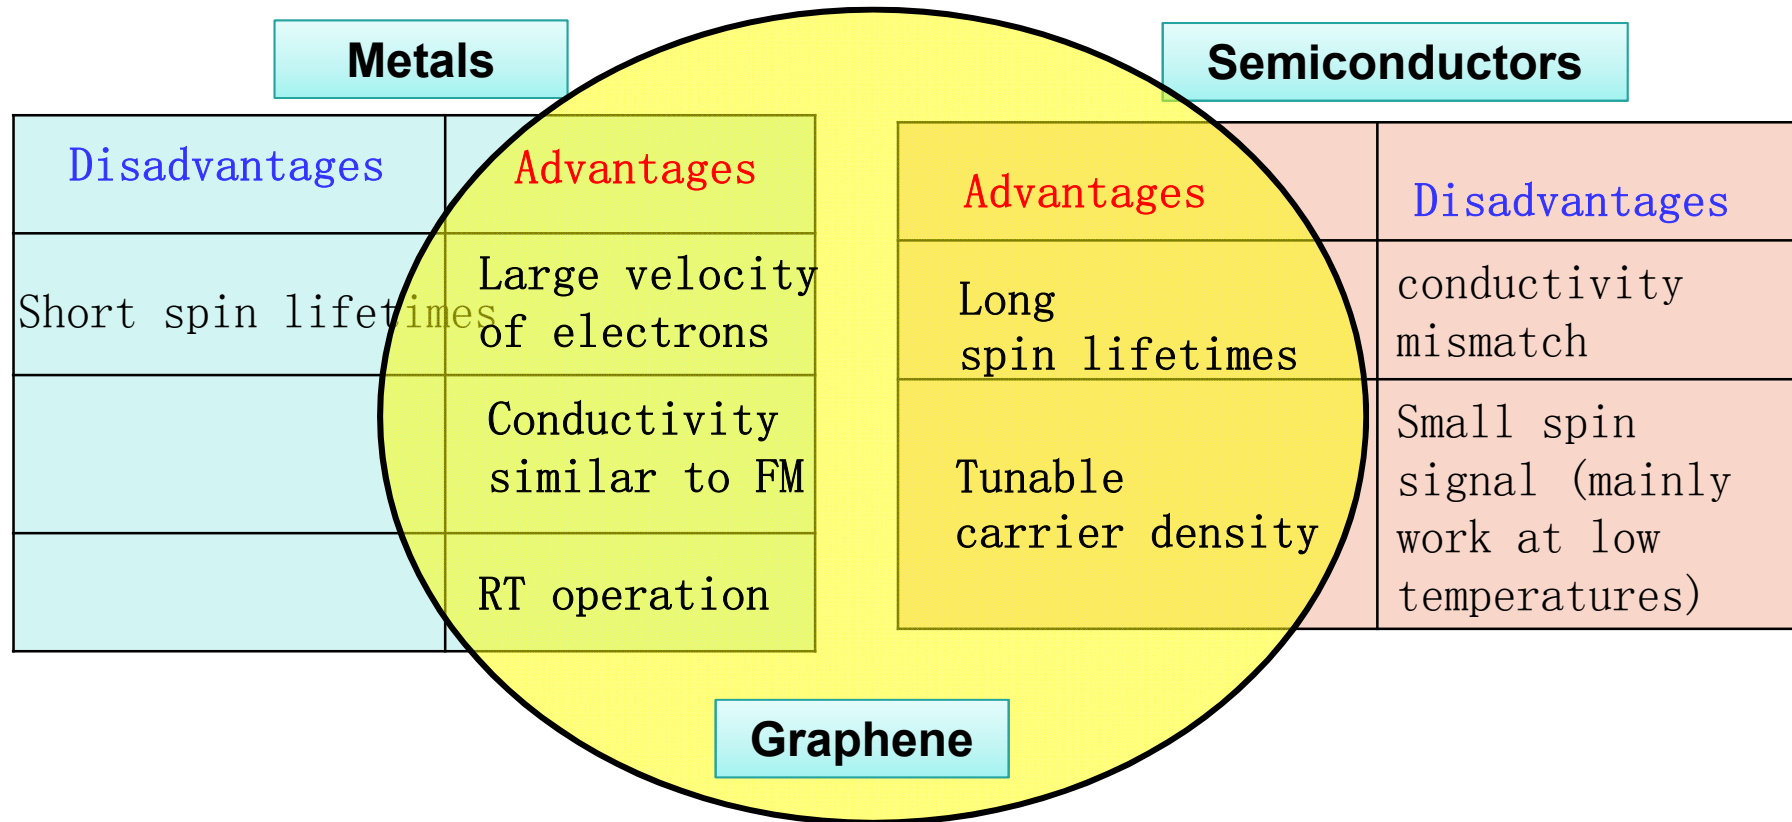 Metals
Disadvantages
Advantages
Short spin lifetimes
Large velocity
of electrons
Conductivity
similar to FM
RT operation
Semiconductors
Advantages
Disadvantages
Long
spin lifetimes
conductivity
mismatch
Tunable
carrier density
Small spin
signal (mainly
work at low
temperatures)
Graphene